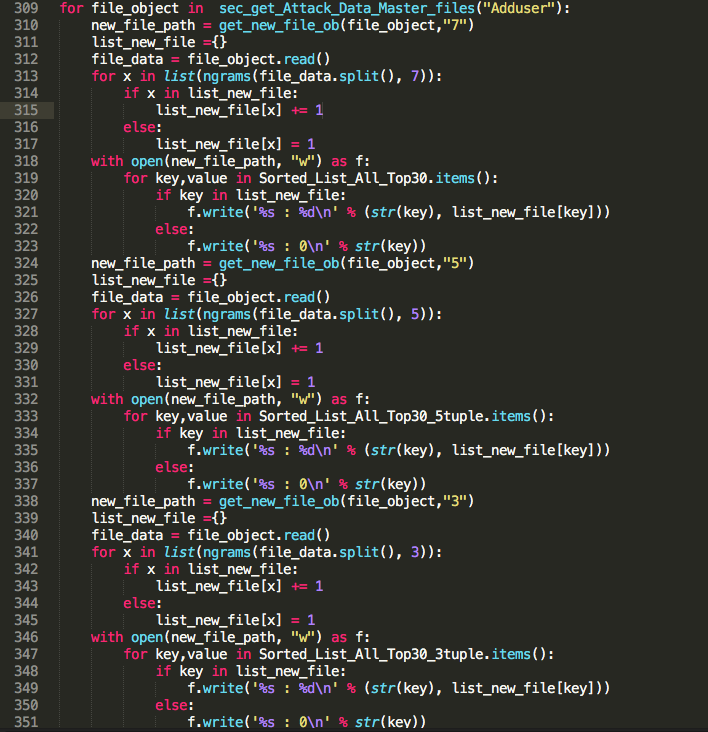 309 for file_object in  sec_get_Attack_Data_Master_files("Adduser"):
310     new_file_path = get_new_file_ob(file_object,"7")
311     list_new_file ={}
312     file_data = file_object.read()
313     for x in list(ngrams(file_data.split(), 7)):
314         if x in list_new_file:
315             list_new_file[x] += 1
316         else:
317             list_new_file[x] = 1
318     with open(new_file_path, "w") as f:
319         for key,value in Sorted_List_All_Top30.items():
320             if key in list_new_file:
321                 f.write('%s : %d\n' % (str(key), list_new_file[key]))
322             else:
323                 f.write('%s : 0\n' % str(key))
324     new_file_path = get_new_file_ob(file_object,"5")
325     list_new_file ={}
326     file_data = file_object.read()
327     for x in list(ngrams(file_data.split(), 5)):
328         if x in list_new_file:
329             list_new_file[x] += 1
330         else:
331             list_new_file[x] = 1
332     with open(new_file_path, "w") as f:
333         for key,value in Sorted_List_All_Top30_5tuple.items():
334             if key in list_new_file:
335                 f.write('%s : %d\n' % (str(key), list_new_file[key]))
336             else:
337                 f.write('%s : 0\n' % str(key))
338     new_file_path = get_new_file_ob(file_object,"3")
339     list_new_file ={}
340     file_data = file_object.read()
341     for x in list(ngrams(file_data.split(), 3)):
342         if x in list_new_file:
343             list_new_file[x] += 1
344         else:
345             list_new_file[x] = 1
346     with open(new_file_path, "w") as f:
347         for key,value in Sorted_List_All_Top30_3tuple.items():
348             if key in list_new_file:
349                 f.write('%s : %d\n' % (str(key), list_new_file[key]))
350             else:
351                 f.write('%s : 0\n' % str(key))